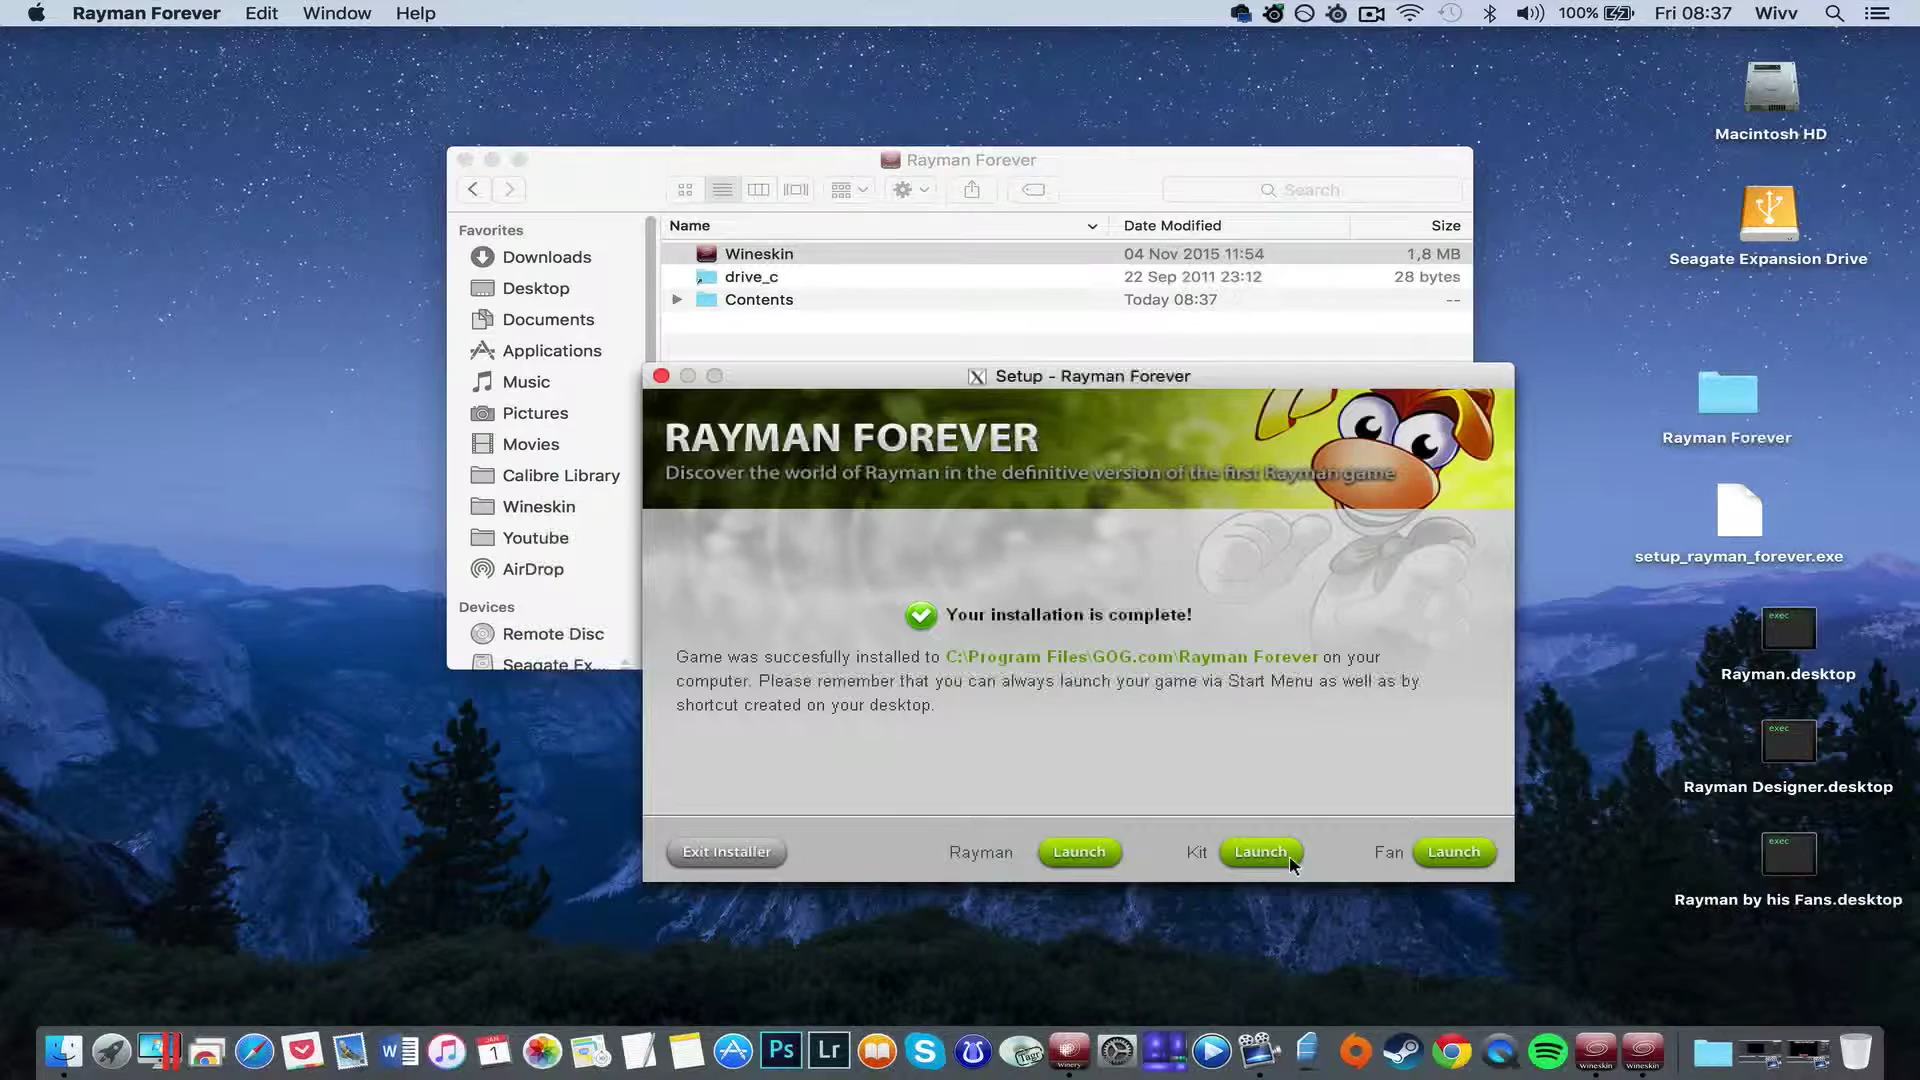 Rayman Forever Edit Window Help
100% Fri 08:37 Wivv
Macintosh HD
Seagate Expansion Drive
Rayman Forever
setup_rayman_forever.exe
exec
Rayman.desktop
exec
Rayman Designer.desktop
exec
Rayman by his Fans.desktop
Rayman Forever
Search
Favorites
Downloads
Desktop
Documents
Applications
Music
Pictures
Movies
Calibre Library
Wineskin
Youtube
AirDrop
Devices
Remote Disc
Seagate Ex...
Name Date Modified Size
Wineskin 04 Nov 2015 11:54 1,8 MB
drive_c 22 Sep 2011 23:12 28 bytes
Contents Today 08:37 --
Setup - Rayman Forever
RAYMAN FOREVER
Discover the world of Rayman in the definitive version of the first Rayman game
Your installation is complete!
Game was succesfully installed to C:\Program Files\GOG.com\Rayman Forever on your
computer. Please remember that you can always launch your game via Start Menu as well as by
shortcut created on your desktop.
Exit Installer Rayman Launch Kit Launch Fan Launch
Ps Lr